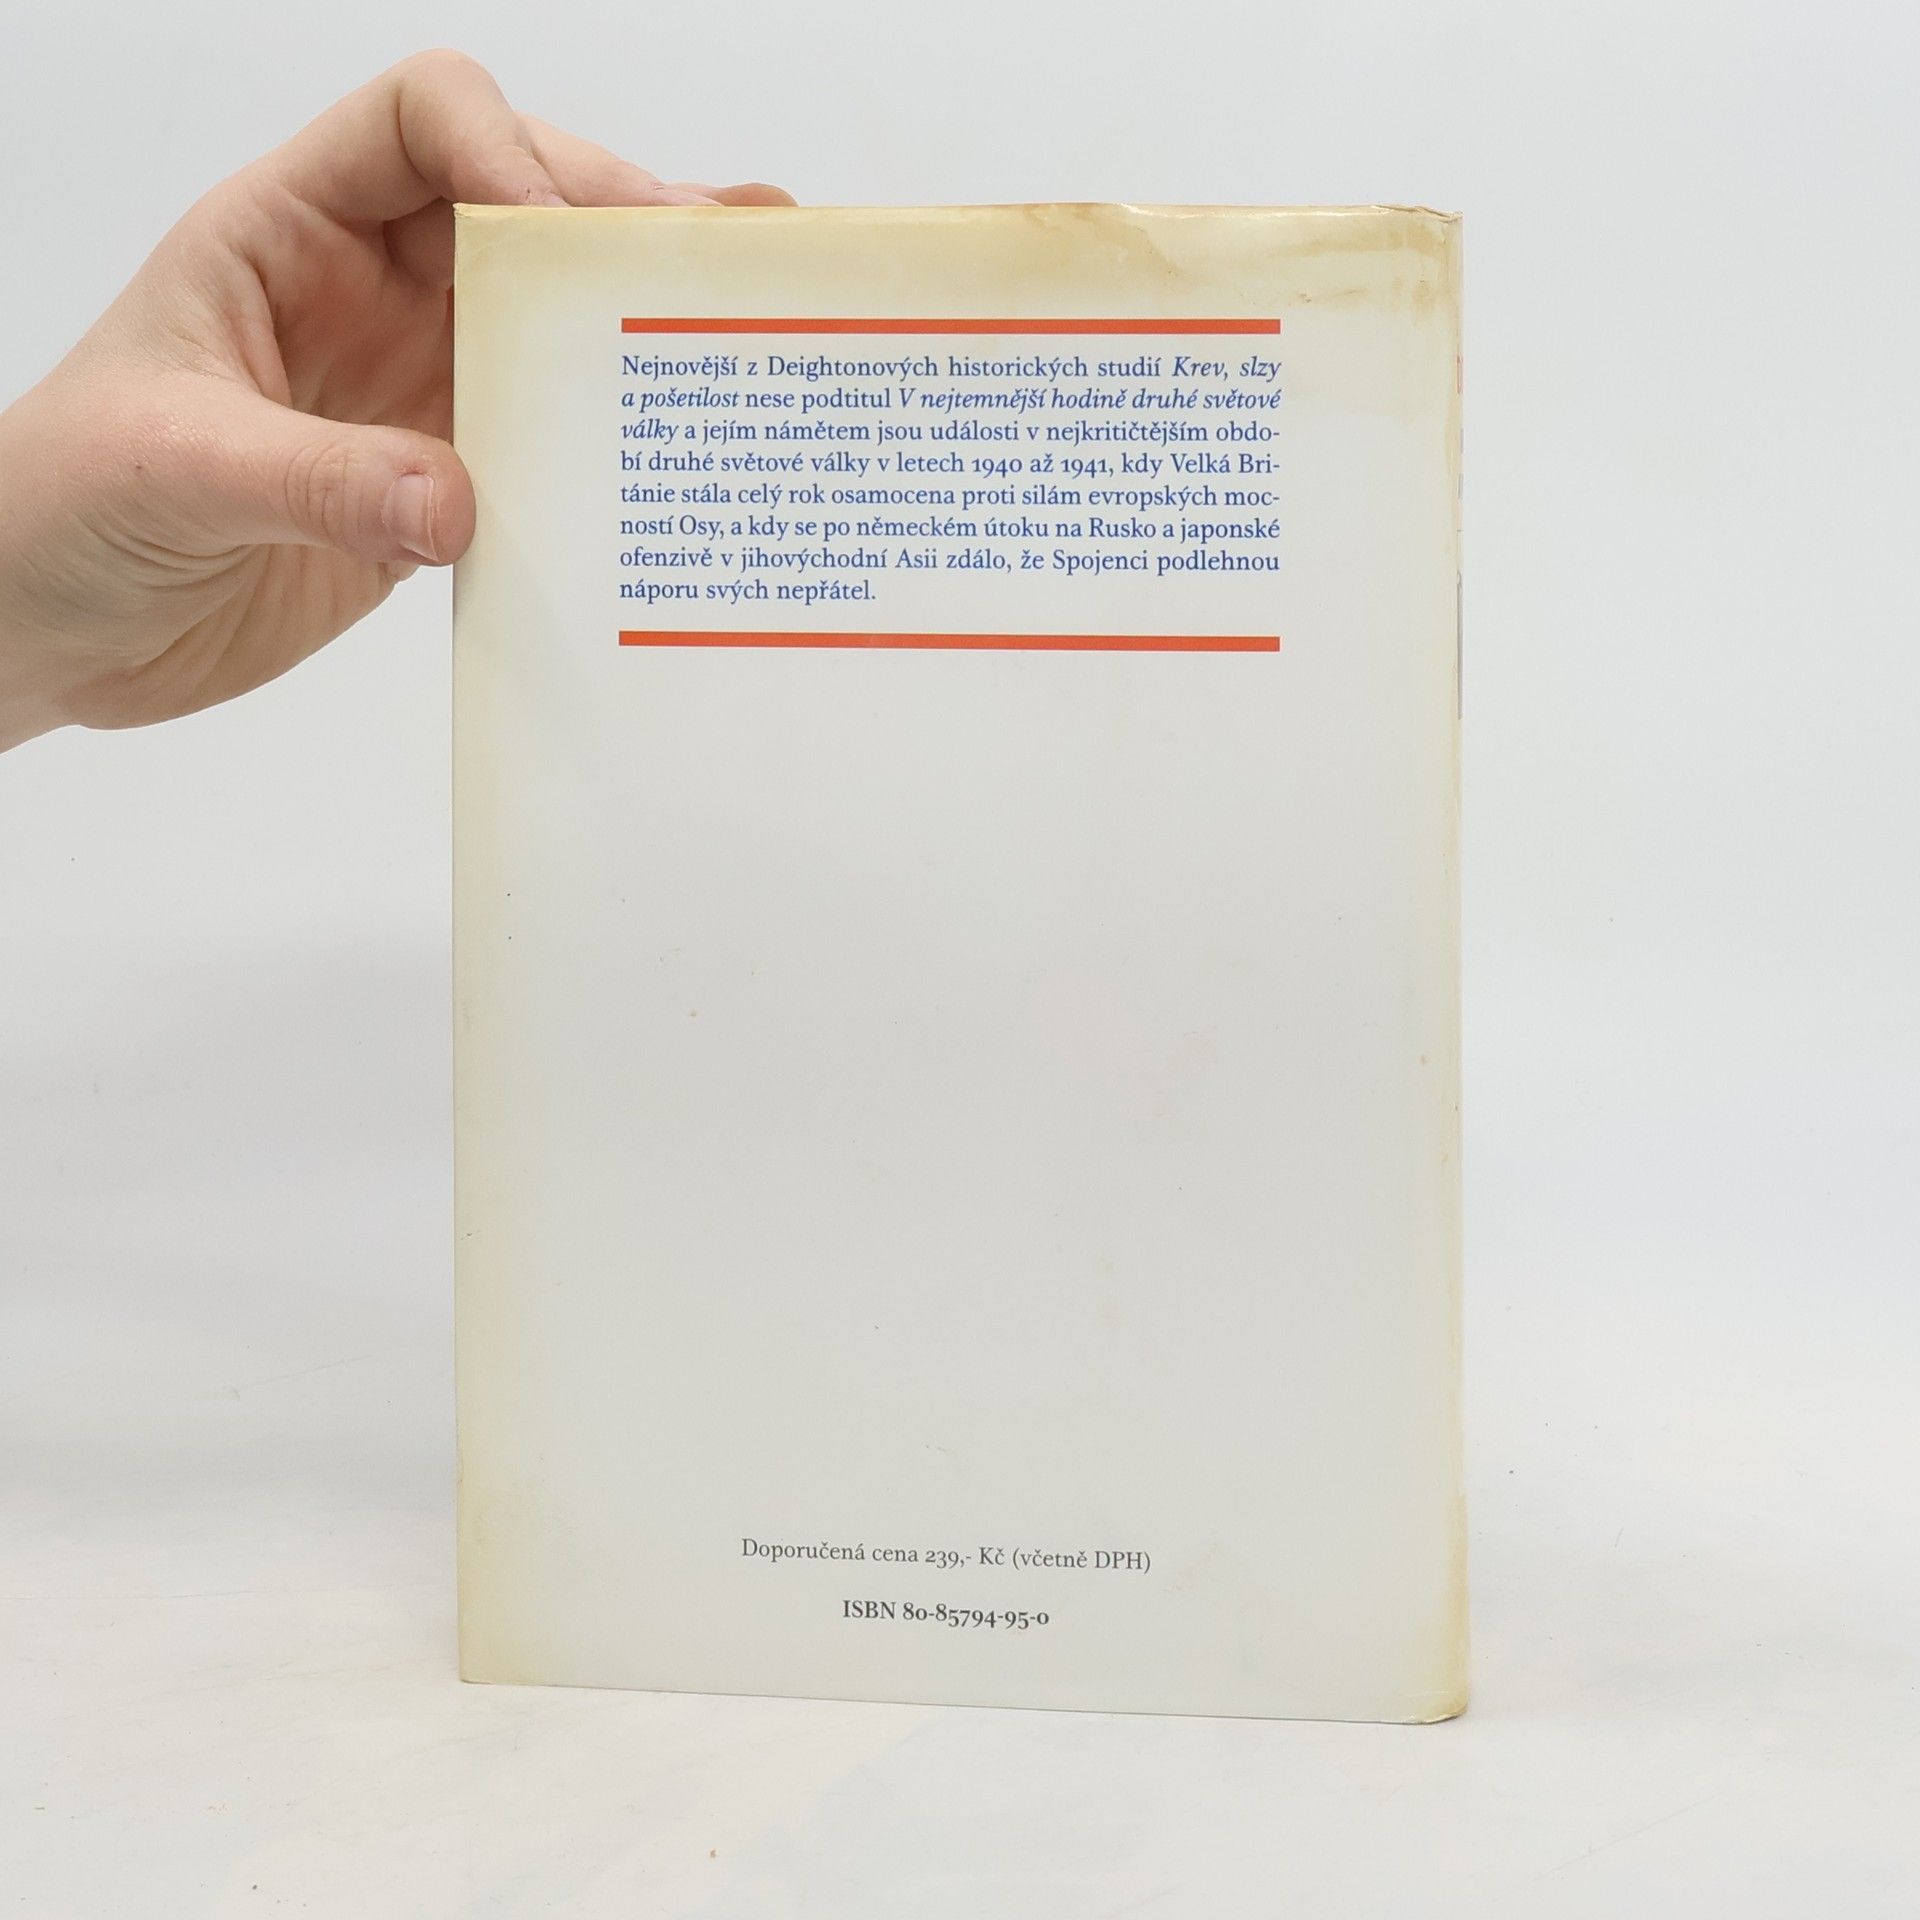 Nejnovější z Deightonových historických studií Krev, slzy
a pošetilost nese podtitul V nejtemnější hodině druhé světové
války a jejím námětem jsou události v nejkritičtějším obdo-
bí druhé světové války v letech 1940 až 1941, kdy Velká Bri-
tánie stála celý rok osamocena proti silám evropských moc-
ností Osy, a kdy se po německém útoku na Rusko a japonské
ofenzivě v jihovýchodní Asii zdálo, že Spojenci podlehnou
náporu svých nepřátel.
Doporučená cena 239,- Kč (včetně DPH)
ISBN 80-85794-95-0